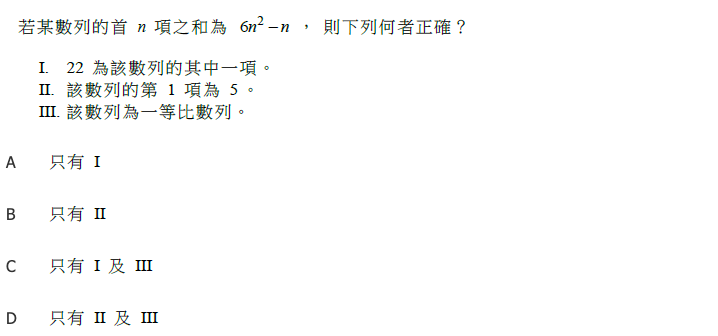 若某數列的首 n 項之和為 6n² – n ， 則下列何者正確？
I. 22 為該數列的其中一項。
II. 該數列的第 1 項為 5 。
III. 該數列為一等比數列。
A 只有 I
B 只有 II
C 只有 I 及 III
D 只有 II 及 III